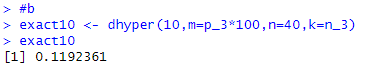 > #b
> exact10 <- dhyper(10,m=p_3*100,n=40,k=n_3)
> exact10
[1] 0.1192361